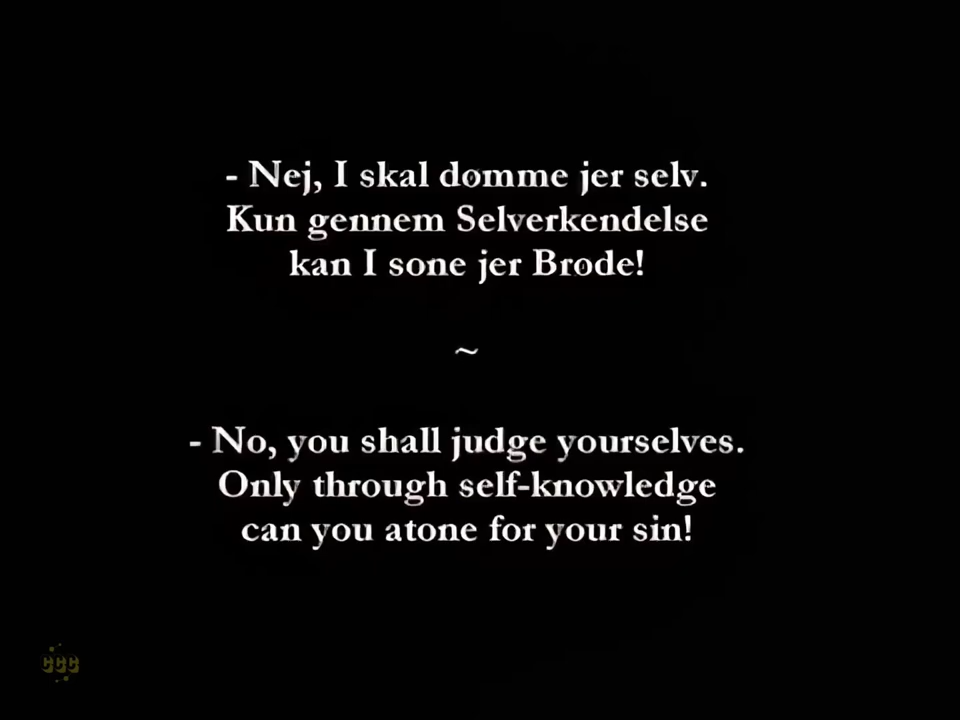 - Nej, I skal dømme jer selv.
Kun gennem Selverkendelse
kan I sone jer Brøde!
~
- No, you shall judge yourselves.
Only through self-knowledge
can you atone for your sin!
CCC